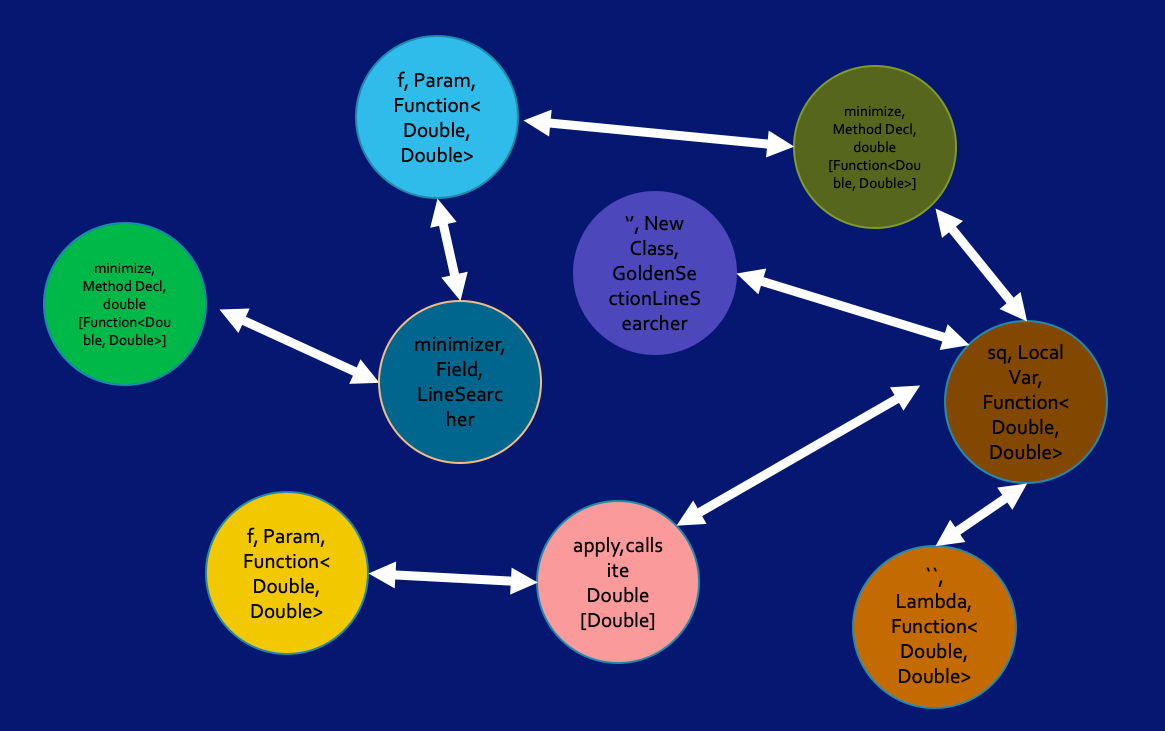 f, Param,
Function<
Double,
Double>
minimize,
Method Decl,
double
[Function<Dou
ble, Double>]
‘’, New
Class,
GoldenSe
ctionLineS
earcher
minimize,
Method Decl,
double
[Function<Dou
ble, Double>]
minimizer,
Field,
LineSearc
her
sq, Local
Var,
Function<
Double,
Double>
f, Param,
Function<
Double,
Double>
apply,calls
ite
Double
[Double]
``,
Lambda,
Function<
Double,
Double>